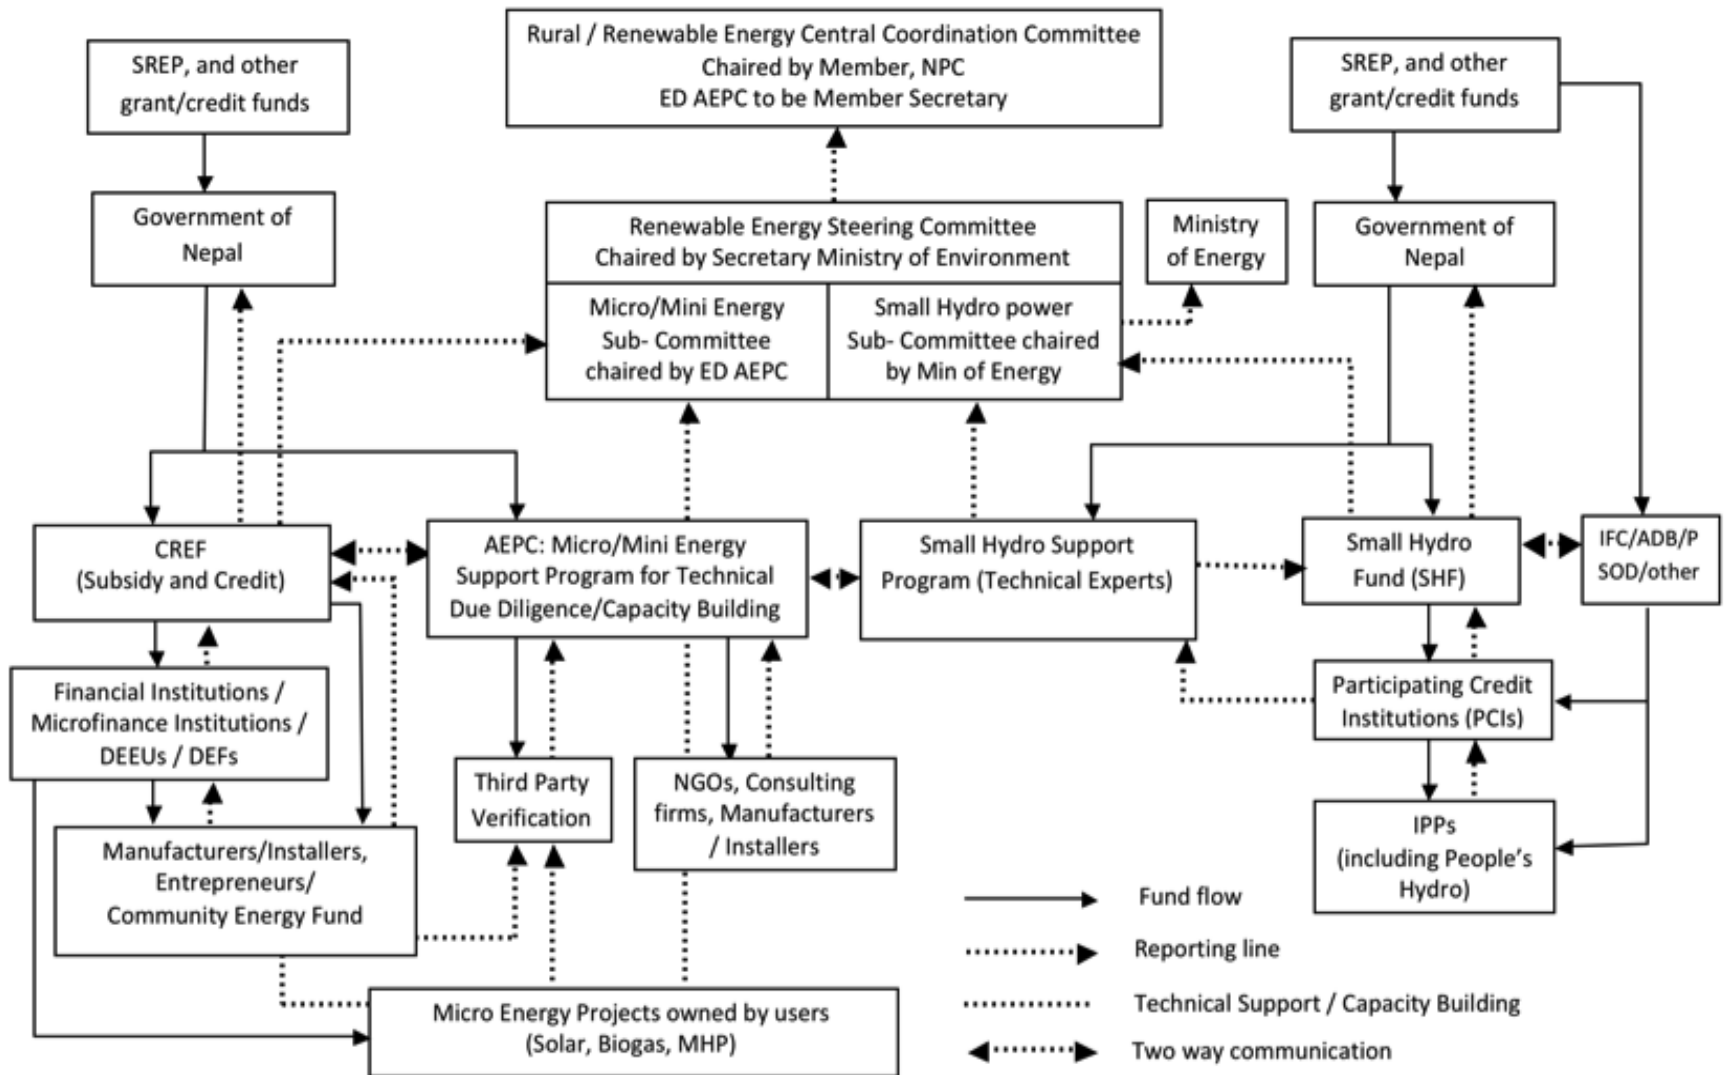 Rural / Renewable Energy Central Coordination Committee
Chaired by Member, NPC
ED AEPC to be Member Secretary
SREP, and other
grant/credit funds
SREP, and other
grant/credit funds
Government of
Nepal
Renewable Energy Steering Committee
Chaired by Secretary Ministry of Environment
Ministry
of Energy
Government of
Nepal
Micro/Mini Energy
Sub- Committee
chaired by ED AEPC
Small Hydro power
Sub- Committee chaired
by Min of Energy
CREF
(Subsidy and Credit)
AEPC: Micro/Mini Energy
Support Program for Technical
Due Diligence/Capacity Building
Small Hydro Support
Program (Technical Experts)
Small Hydro
Fund (SHF)
IFC/ADB/P
SOD/other
Financial Institutions /
Microfinance Institutions /
DEEUs / DEFs
Participating Credit
Institutions (PCIs)
Third Party
Verification
NGOs, Consulting
firms, Manufacturers
/ Installers
Manufacturers/Installers,
Entrepreneurs/
Community Energy Fund
IPPs
(including People's
Hydro)
Micro Energy Projects owned by users
(Solar, Biogas, MHP)
Fund flow
Reporting line
Technical Support / Capacity Building
Two way communication